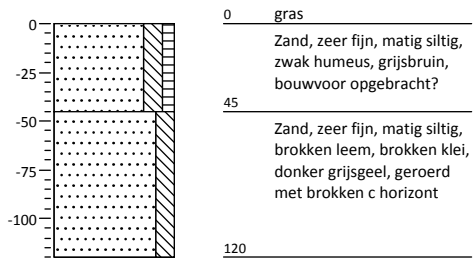 0
-25
-50
-75
-100
0 gras
Zand, zeer fijn, matig siltig,
zwak humeus, grijsbruin,
bouwvoor opgebracht?
45
Zand, zeer fijn, matig siltig,
brokken leem, brokken klei,
donker grijsgeel, geroerd
met brokken c horizont
120